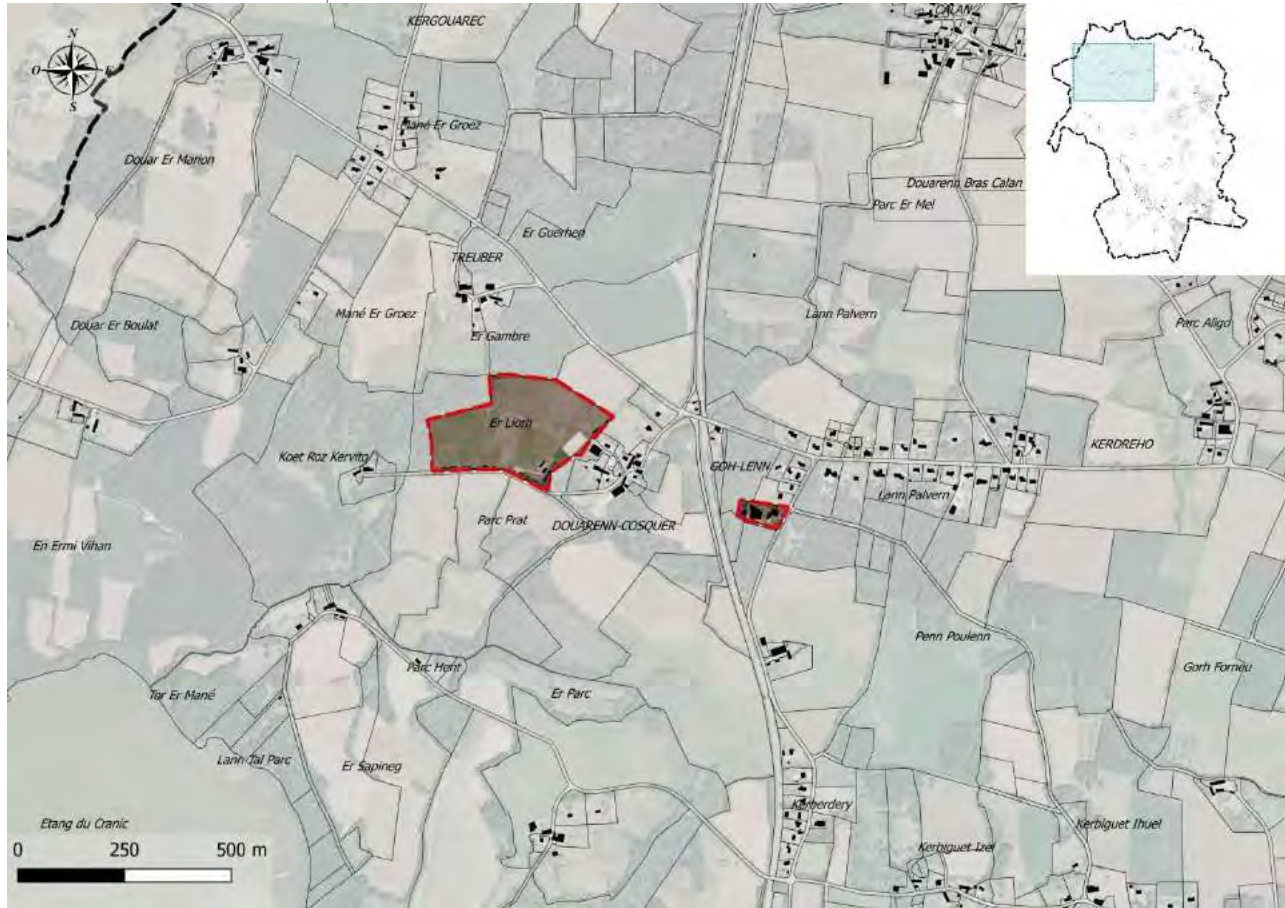 KERGOUAREC
CALAN
N
O
E
S
Mané Er Groez
Douar Er Marion
Douarenn Bras Calan
Parc Er Mel
Er Guerhen
TREUBER
Mané Er Groez
Lann Palvern
Douar Er Boulat
Parc Aligo
Er Gambre
Er Liorn
Koet Roz Kervito
GOH-LENN
KERDREHO
Lann Palvern
Parc Prat
DOUARENN-COSQUER
En Ermi Vihan
Penn Poulenn
Parc Hent
Gorh Forneu
Tor Er Mané
Er Parc
Lann Tal Parc
Er Sapineg
Kerberdery
Etang du Cranic
Kerbiguet Ihuel
Kerbiguet Izel
0 250 500 m